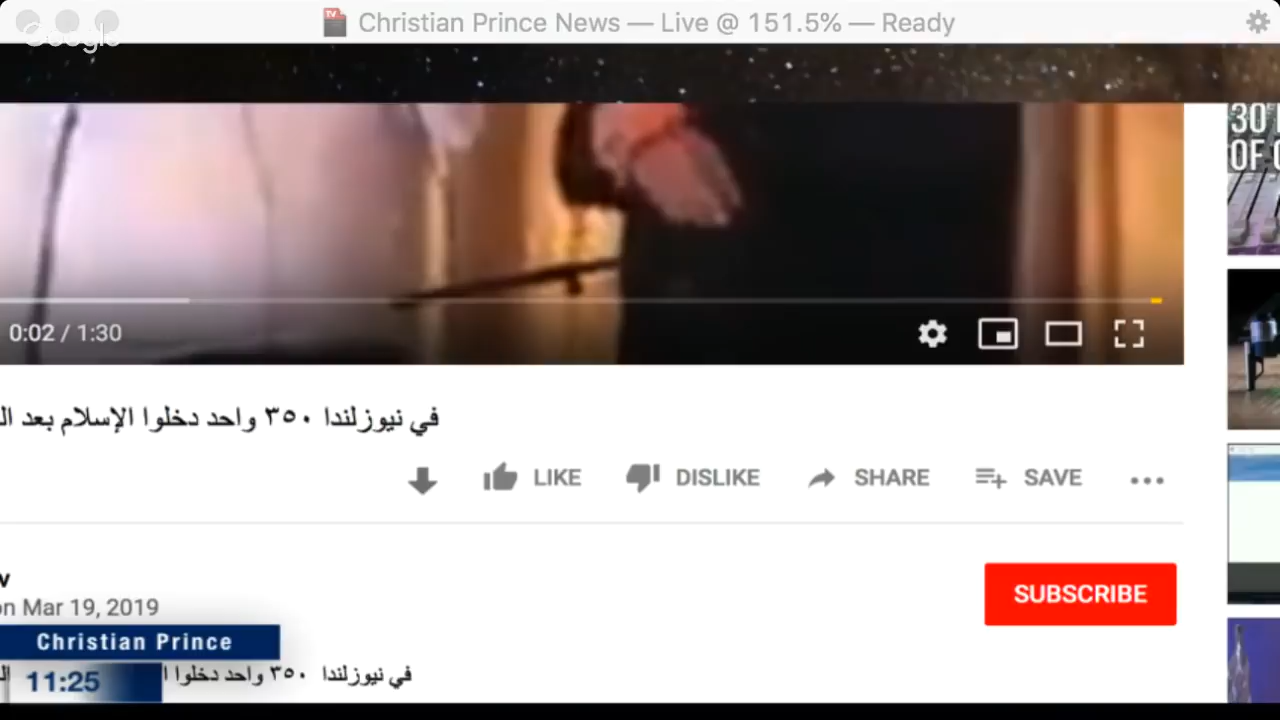 Christian Prince News — Live @ 151.5% — Ready
Google
30
OF
0:02 / 1:30
في نيوزلندا ٣٥٠ واحد دخلوا الإسلام بعد
LIKE DISLIKE SHARE SAVE
SUBSCRIBE
on Mar 19, 2019
Christian Prince
في نيوزلندا ٣٥٠ واحد دخلوا
11:25